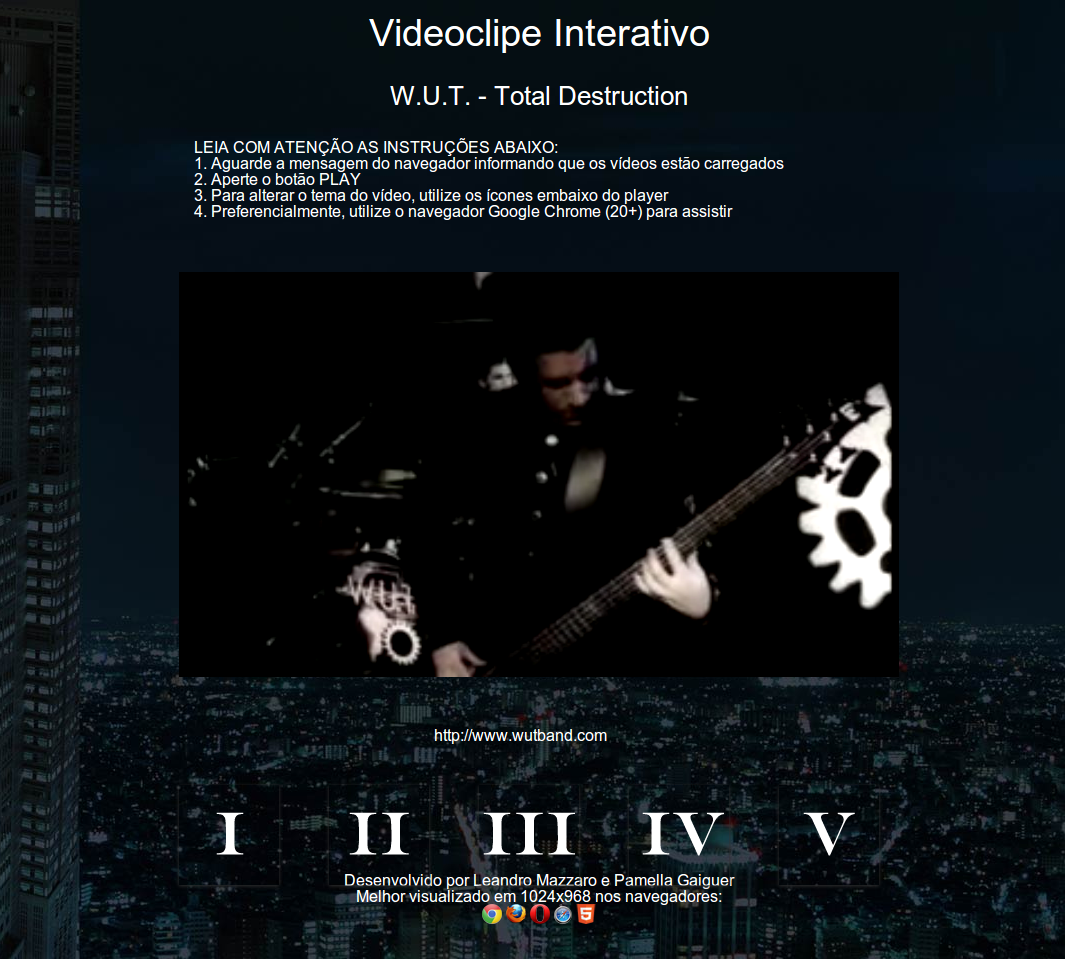 Videoclipe Interativo
W.U.T. - Total Destruction
LEIA COM ATENÇÃO AS INSTRUÇÕES ABAIXO:
1. Aguarde a mensagem do navegador informando que os vídeos estão carregados
2. Aperte o botão PLAY
3. Para alterar o tema do vídeo, utilize os ícones embaixo do player
4. Preferencialmente, utilize o navegador Google Chrome (20+) para assistir
WUT
http://www.wutband.com
I II III IV V
Desenvolvido por Leandro Mazzaro e Pamella Gaiguer
Melhor visualizado em 1024x968 nos navegadores:
5